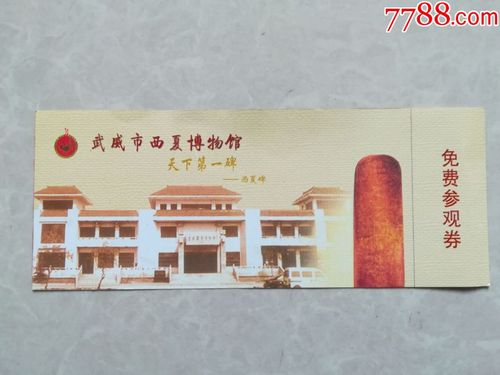 7788.com
武威市西夏博物馆
天下第一碑
——西夏碑
免费参观券